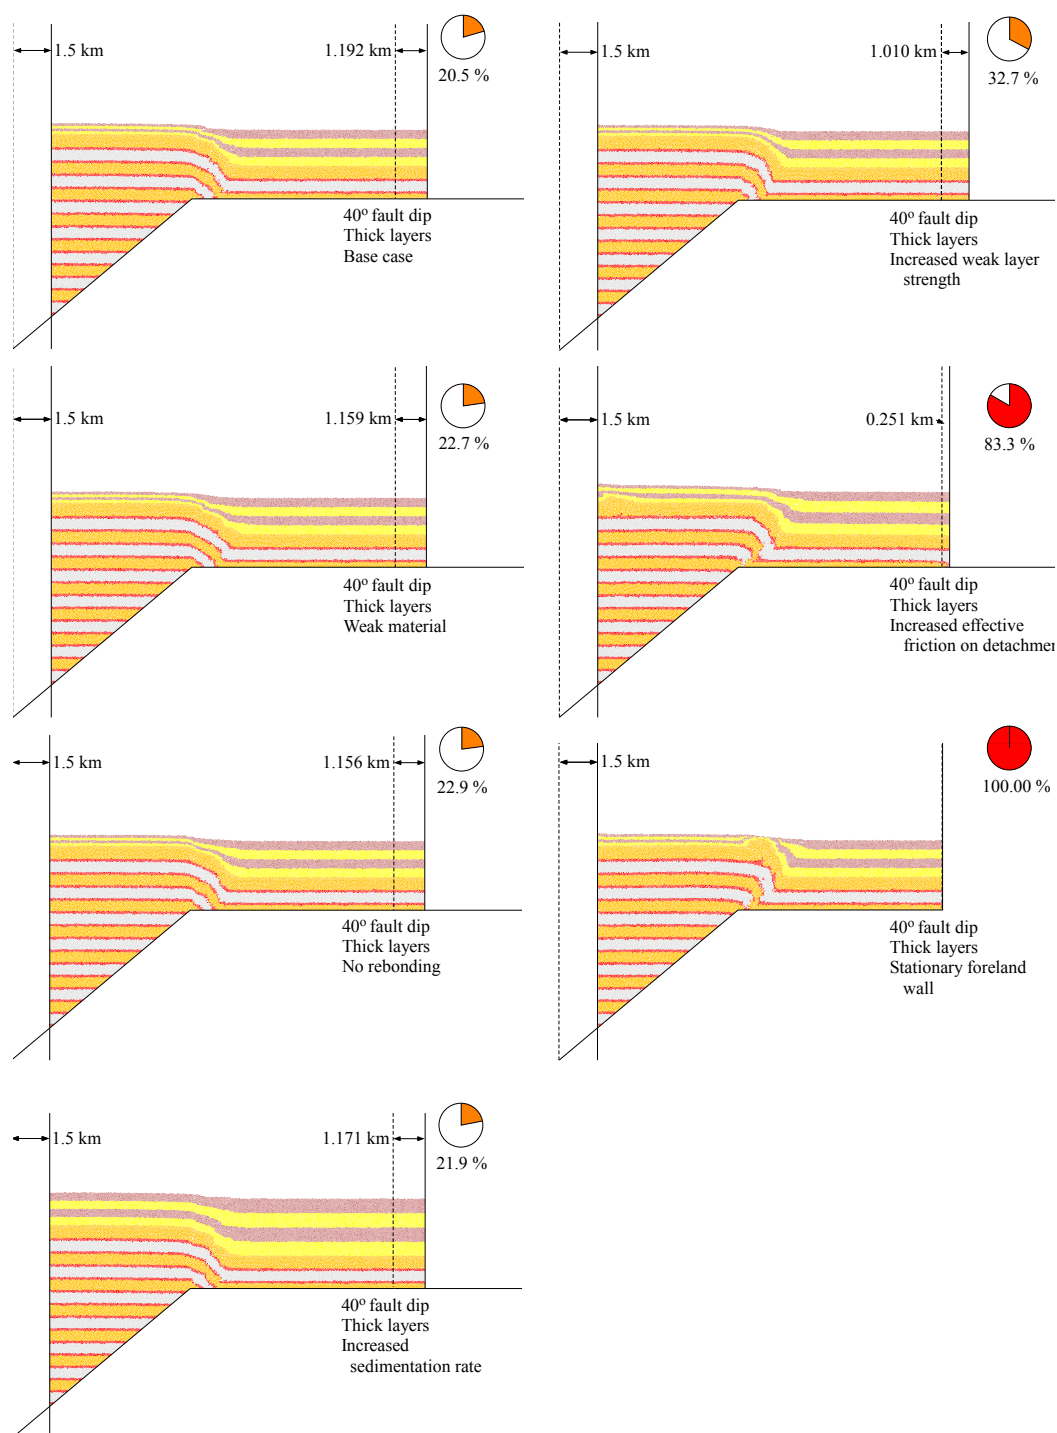 1.5 km
1.192 km
20.5 %
40º fault dip
Thick layers
Base case
1.5 km
1.010 km
32.7 %
40º fault dip
Thick layers
Increased weak layer
strength
1.5 km
1.159 km
22.7 %
40º fault dip
Thick layers
Weak material
1.5 km
0.251 km
83.3 %
40º fault dip
Thick layers
Increased effective
friction on detachmen
1.5 km
1.156 km
22.9 %
40º fault dip
Thick layers
No rebonding
1.5 km
100.00 %
40º fault dip
Thick layers
Stationary foreland
wall
1.5 km
1.171 km
21.9 %
40º fault dip
Thick layers
Increased
sedimentation rate